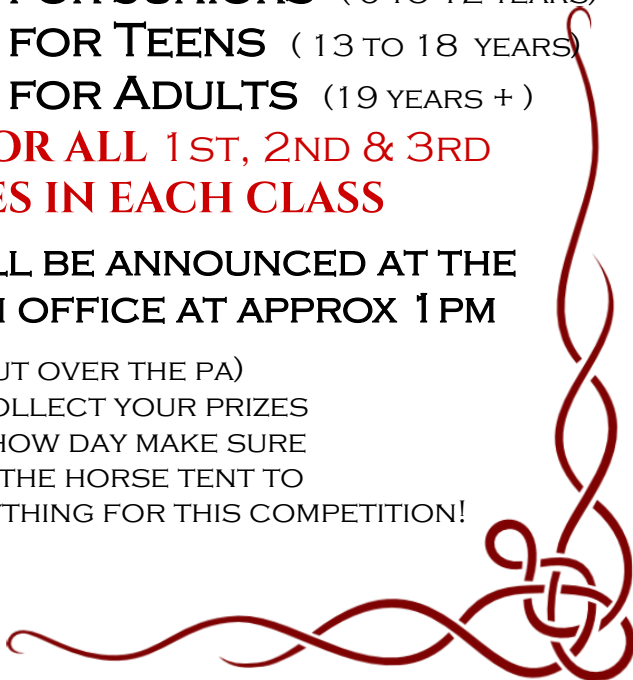 FOR TEENS ( 13 TO 18 YEARS)
FOR ADULTS (19 YEARS + )
OR ALL 1ST, 2ND & 3RD
ES IN EACH CLASS
LL BE ANNOUNCED AT THE
OFFICE AT APPROX 1PM
UT OVER THE PA)
OLLECT YOUR PRIZES
HOW DAY MAKE SURE
THE HORSE TENT TO
THING FOR THIS COMPETITION!